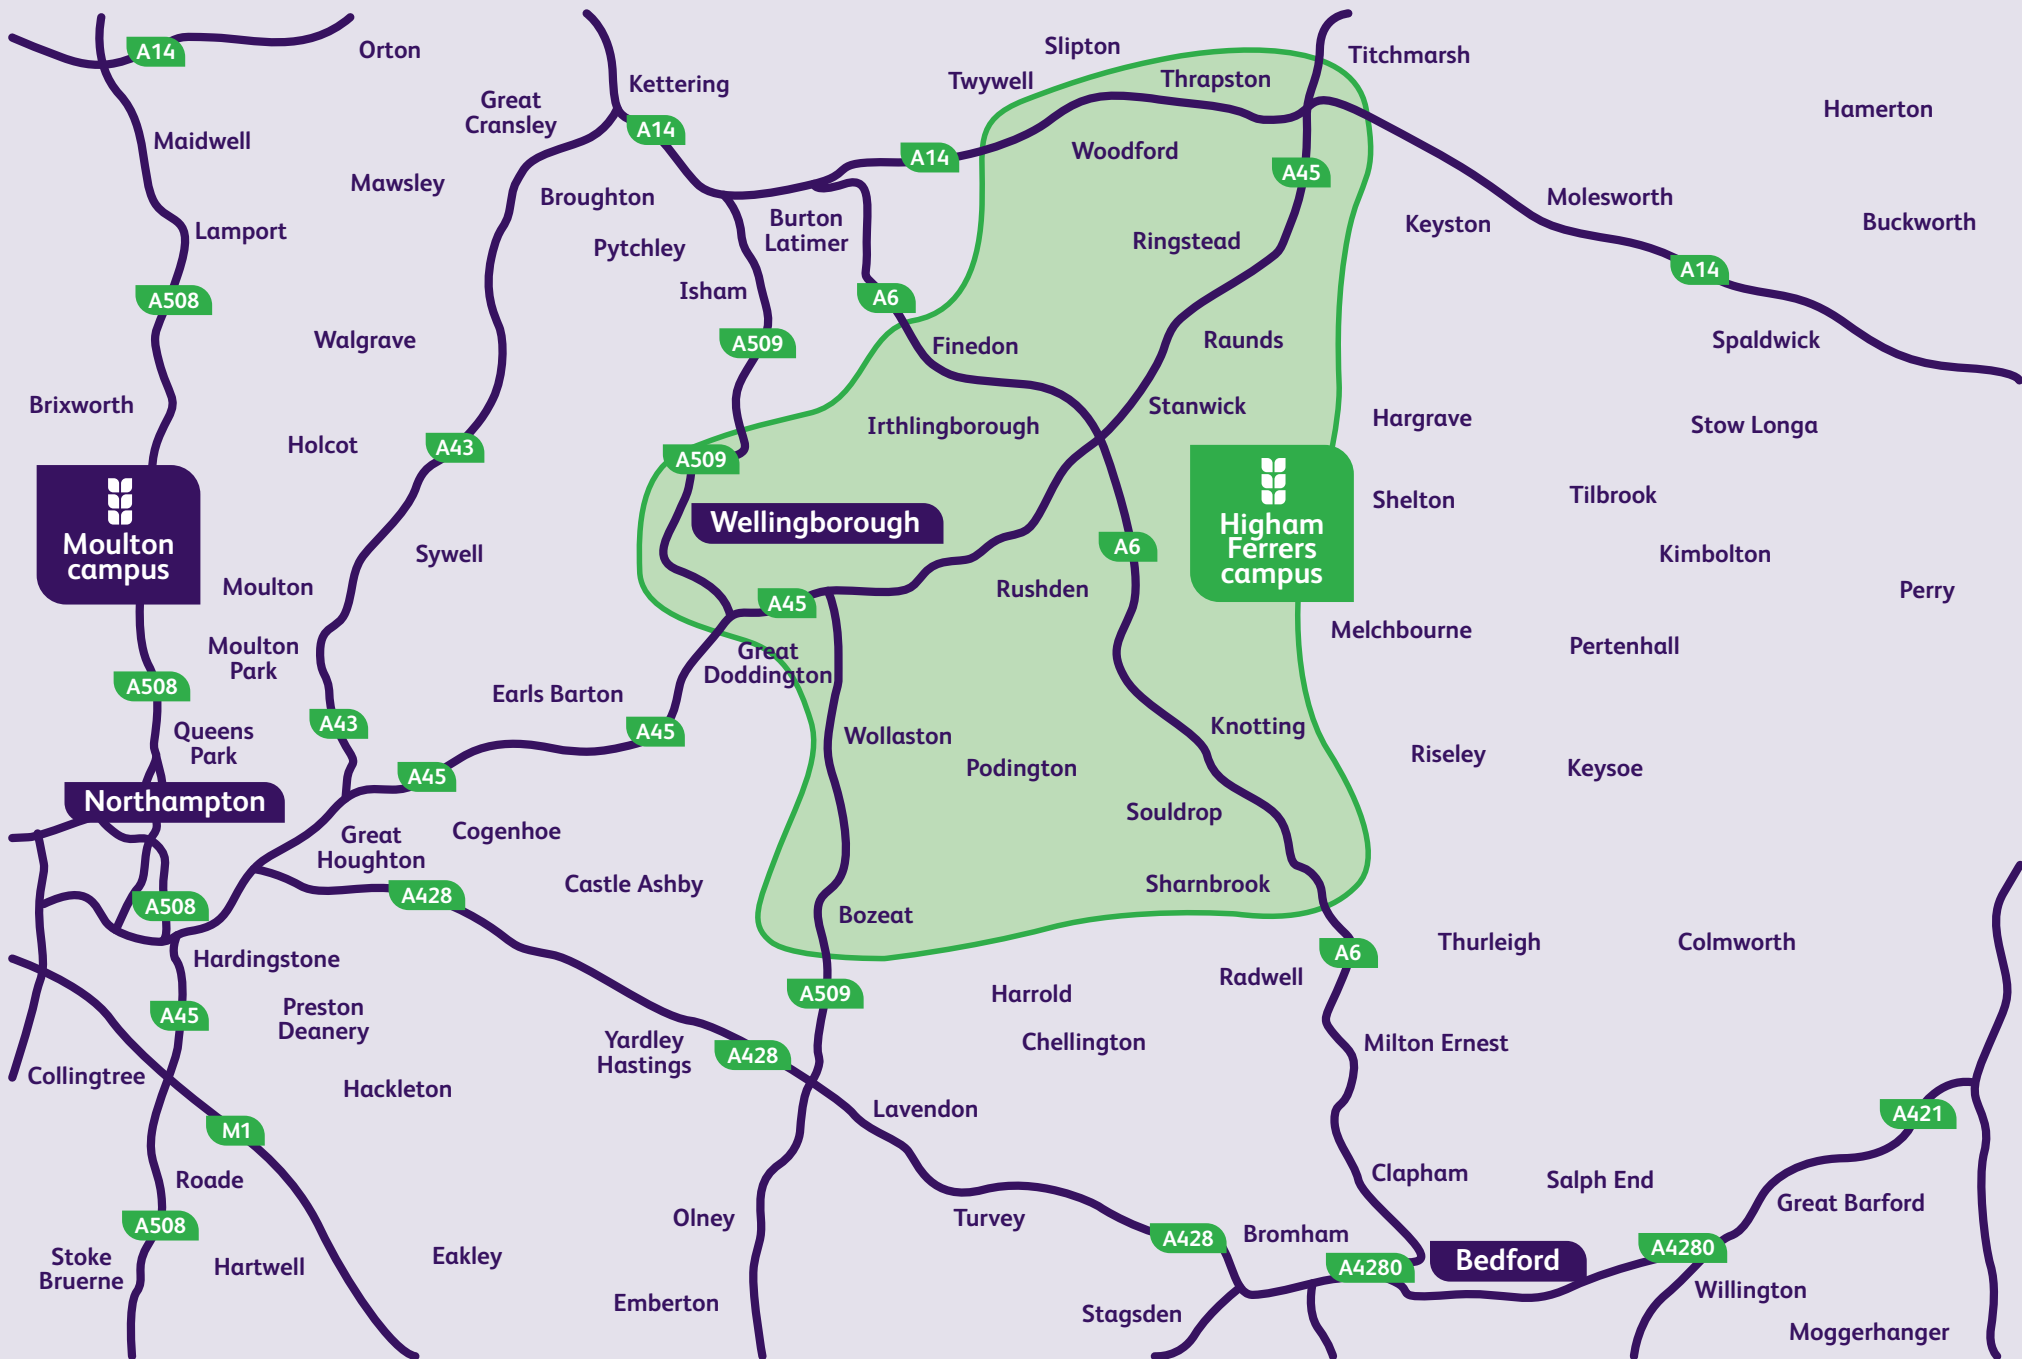 Slipton
Titchmarsh
A14
Orton
Twywell
Thrapston
Kettering
Great
Cransley
Hamerton
A14
Maidwell
A14
Woodford
A45
Mawsley
Broughton
Molesworth
Burton
Latimer
Keyston
Buckworth
Lamport
Pytchley
Ringstead
A14
Isham
A6
A508
Walgrave
A509
Finedon
Raunds
Spaldwick
Brixworth
Stanwick
Irthlingborough
Hargrave
Stow Longa
Holcot
A43
A509
Moulton
campus
Wellingborough
Higham
Ferrers
campus
Shelton
Tilbrook
Sywell
A6
Kimbolton
Moulton
Rushden
Perry
A45
Moulton
Park
Great
Doddington
Melchbourne
Pertenhall
A508
Earls Barton
A43
A45
Queens
Park
Wollaston
Knotting
Riseley
A45
Podington
Keysoe
Northampton
Souldrop
Great
Houghton
Cogenhoe
A428
Castle Ashby
Sharnbrook
A508
Bozeat
Thurleigh
Colmworth
A6
Hardingstone
Radwell
A509
Harrold
A45
Preston
Deanery
Yardley
Hastings
A428
Chellington
Milton Ernest
Collingtree
Hackleton
Lavendon
A421
M1
Roade
Clapham
Salph End
Great Barford
A508
Olney
Turvey
A428
Bromham
A4280
Bedford
A4280
Stoke
Bruerne
Hartwell
Eakley
Willington
Emberton
Stagsden
Moggerhanger